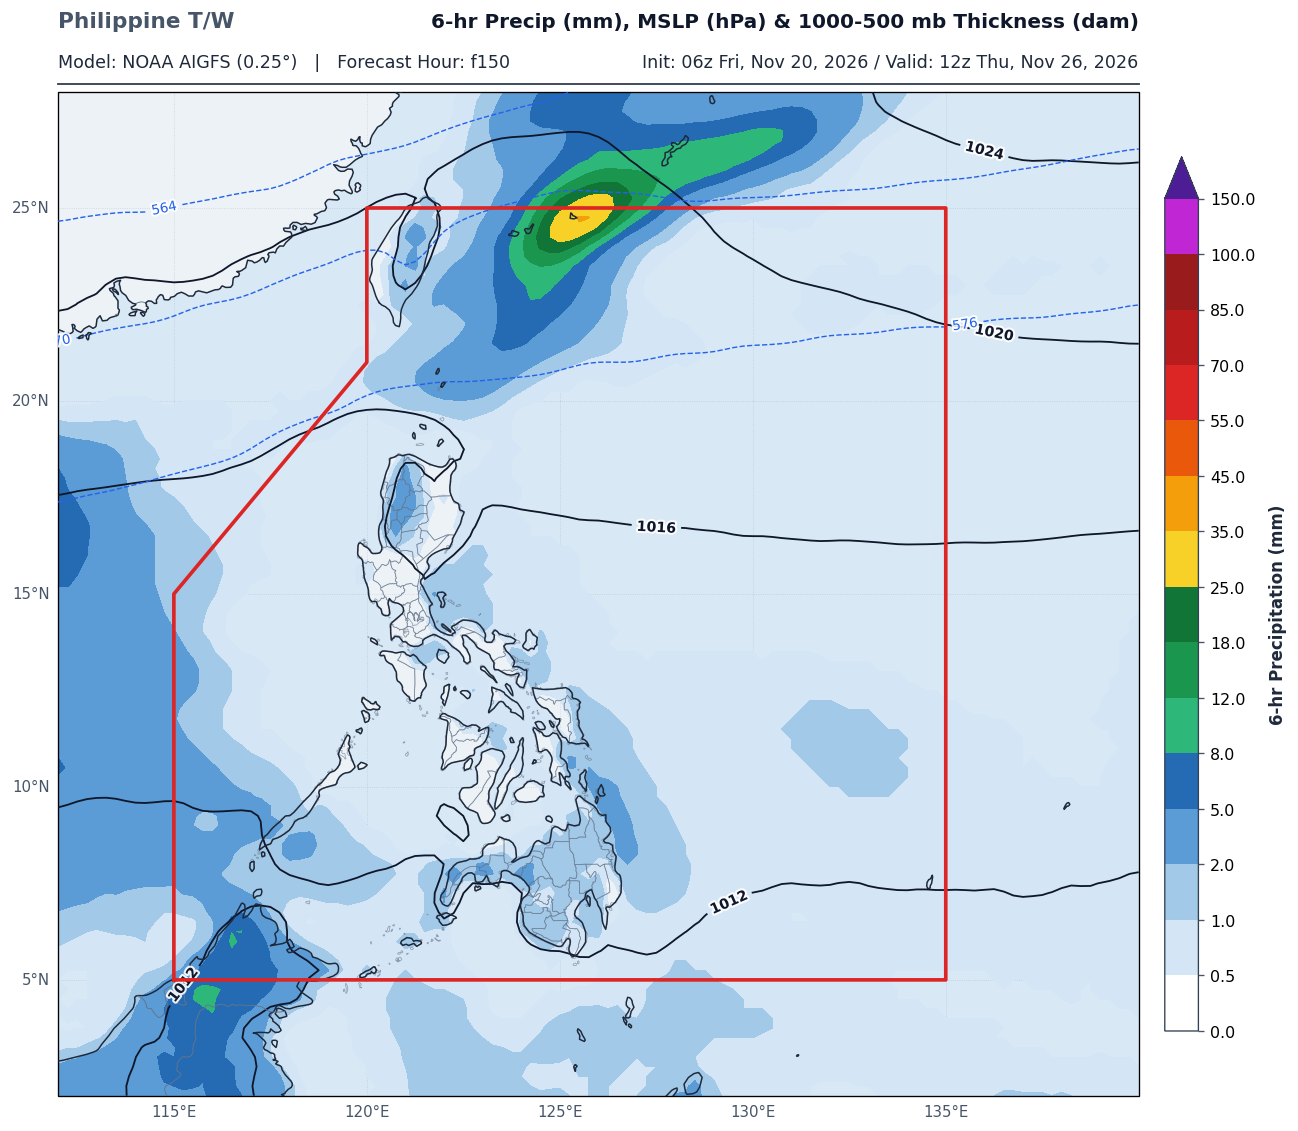 Philippine T/W
6-hr Precip (mm), MSLP (hPa) & 1000-500 mb Thickness (dam)
Model: NOAA AIGFS (0.25°) | Forecast Hour: f150
Init: 06z Fri, Nov 20, 2026 / Valid: 12z Thu, Nov 26, 2026
1024
564
576
1020
70
1016
1012
1012
25°N
20°N
15°N
10°N
5°N
115°E
120°E
125°E
130°E
135°E
150.0
100.0
85.0
70.0
55.0
45.0
35.0
25.0
18.0
12.0
8.0
5.0
2.0
1.0
0.5
0.0
6-hr Precipitation (mm)